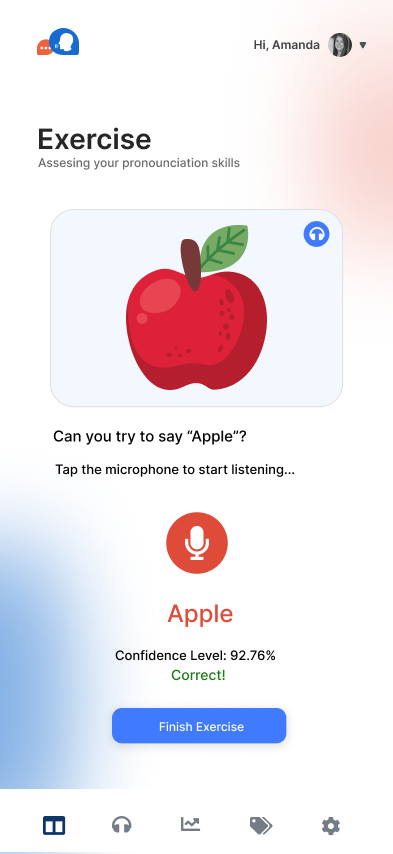 Hi, Amanda
Exercise
Assesing your pronounciation skills
Can you try to say “Apple”?
Tap the microphone to start listening...
Apple
Confidence Level: 92.76%
Correct!
Finish Exercise